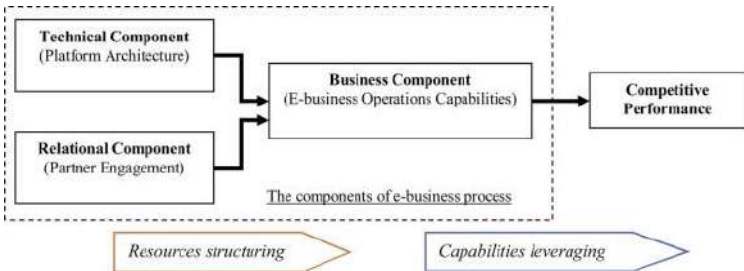 Technical Component
(Platform Architecture)
Business Component
(E-business Operations Capabilities)
Competitive
Performance
Relational Component
(Partner Engagement)
The components of e-business process
Resources structuring
Capabilities leveraging